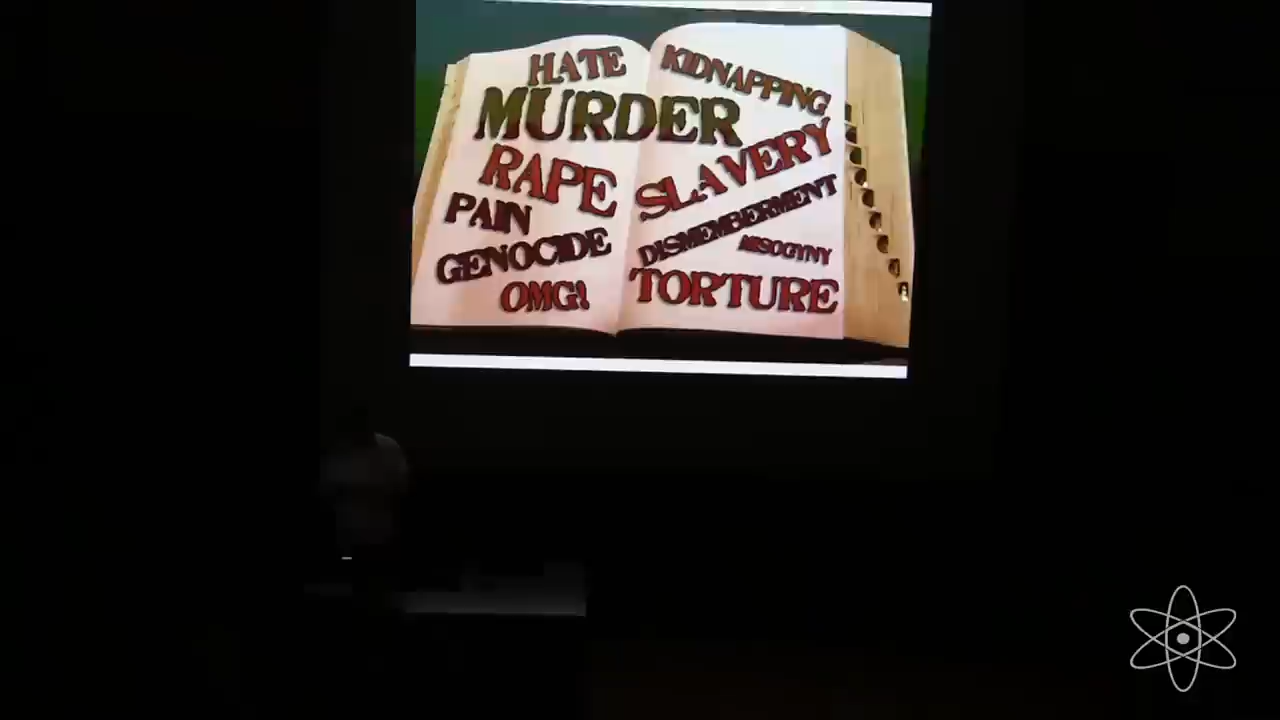 HATE
MURDER
RAPE
PAIN
GENOCIDE
OMG!
KIDNAPPING
SLAVERY
DISMEMBERMENT
MISOGYNY
TORTURE